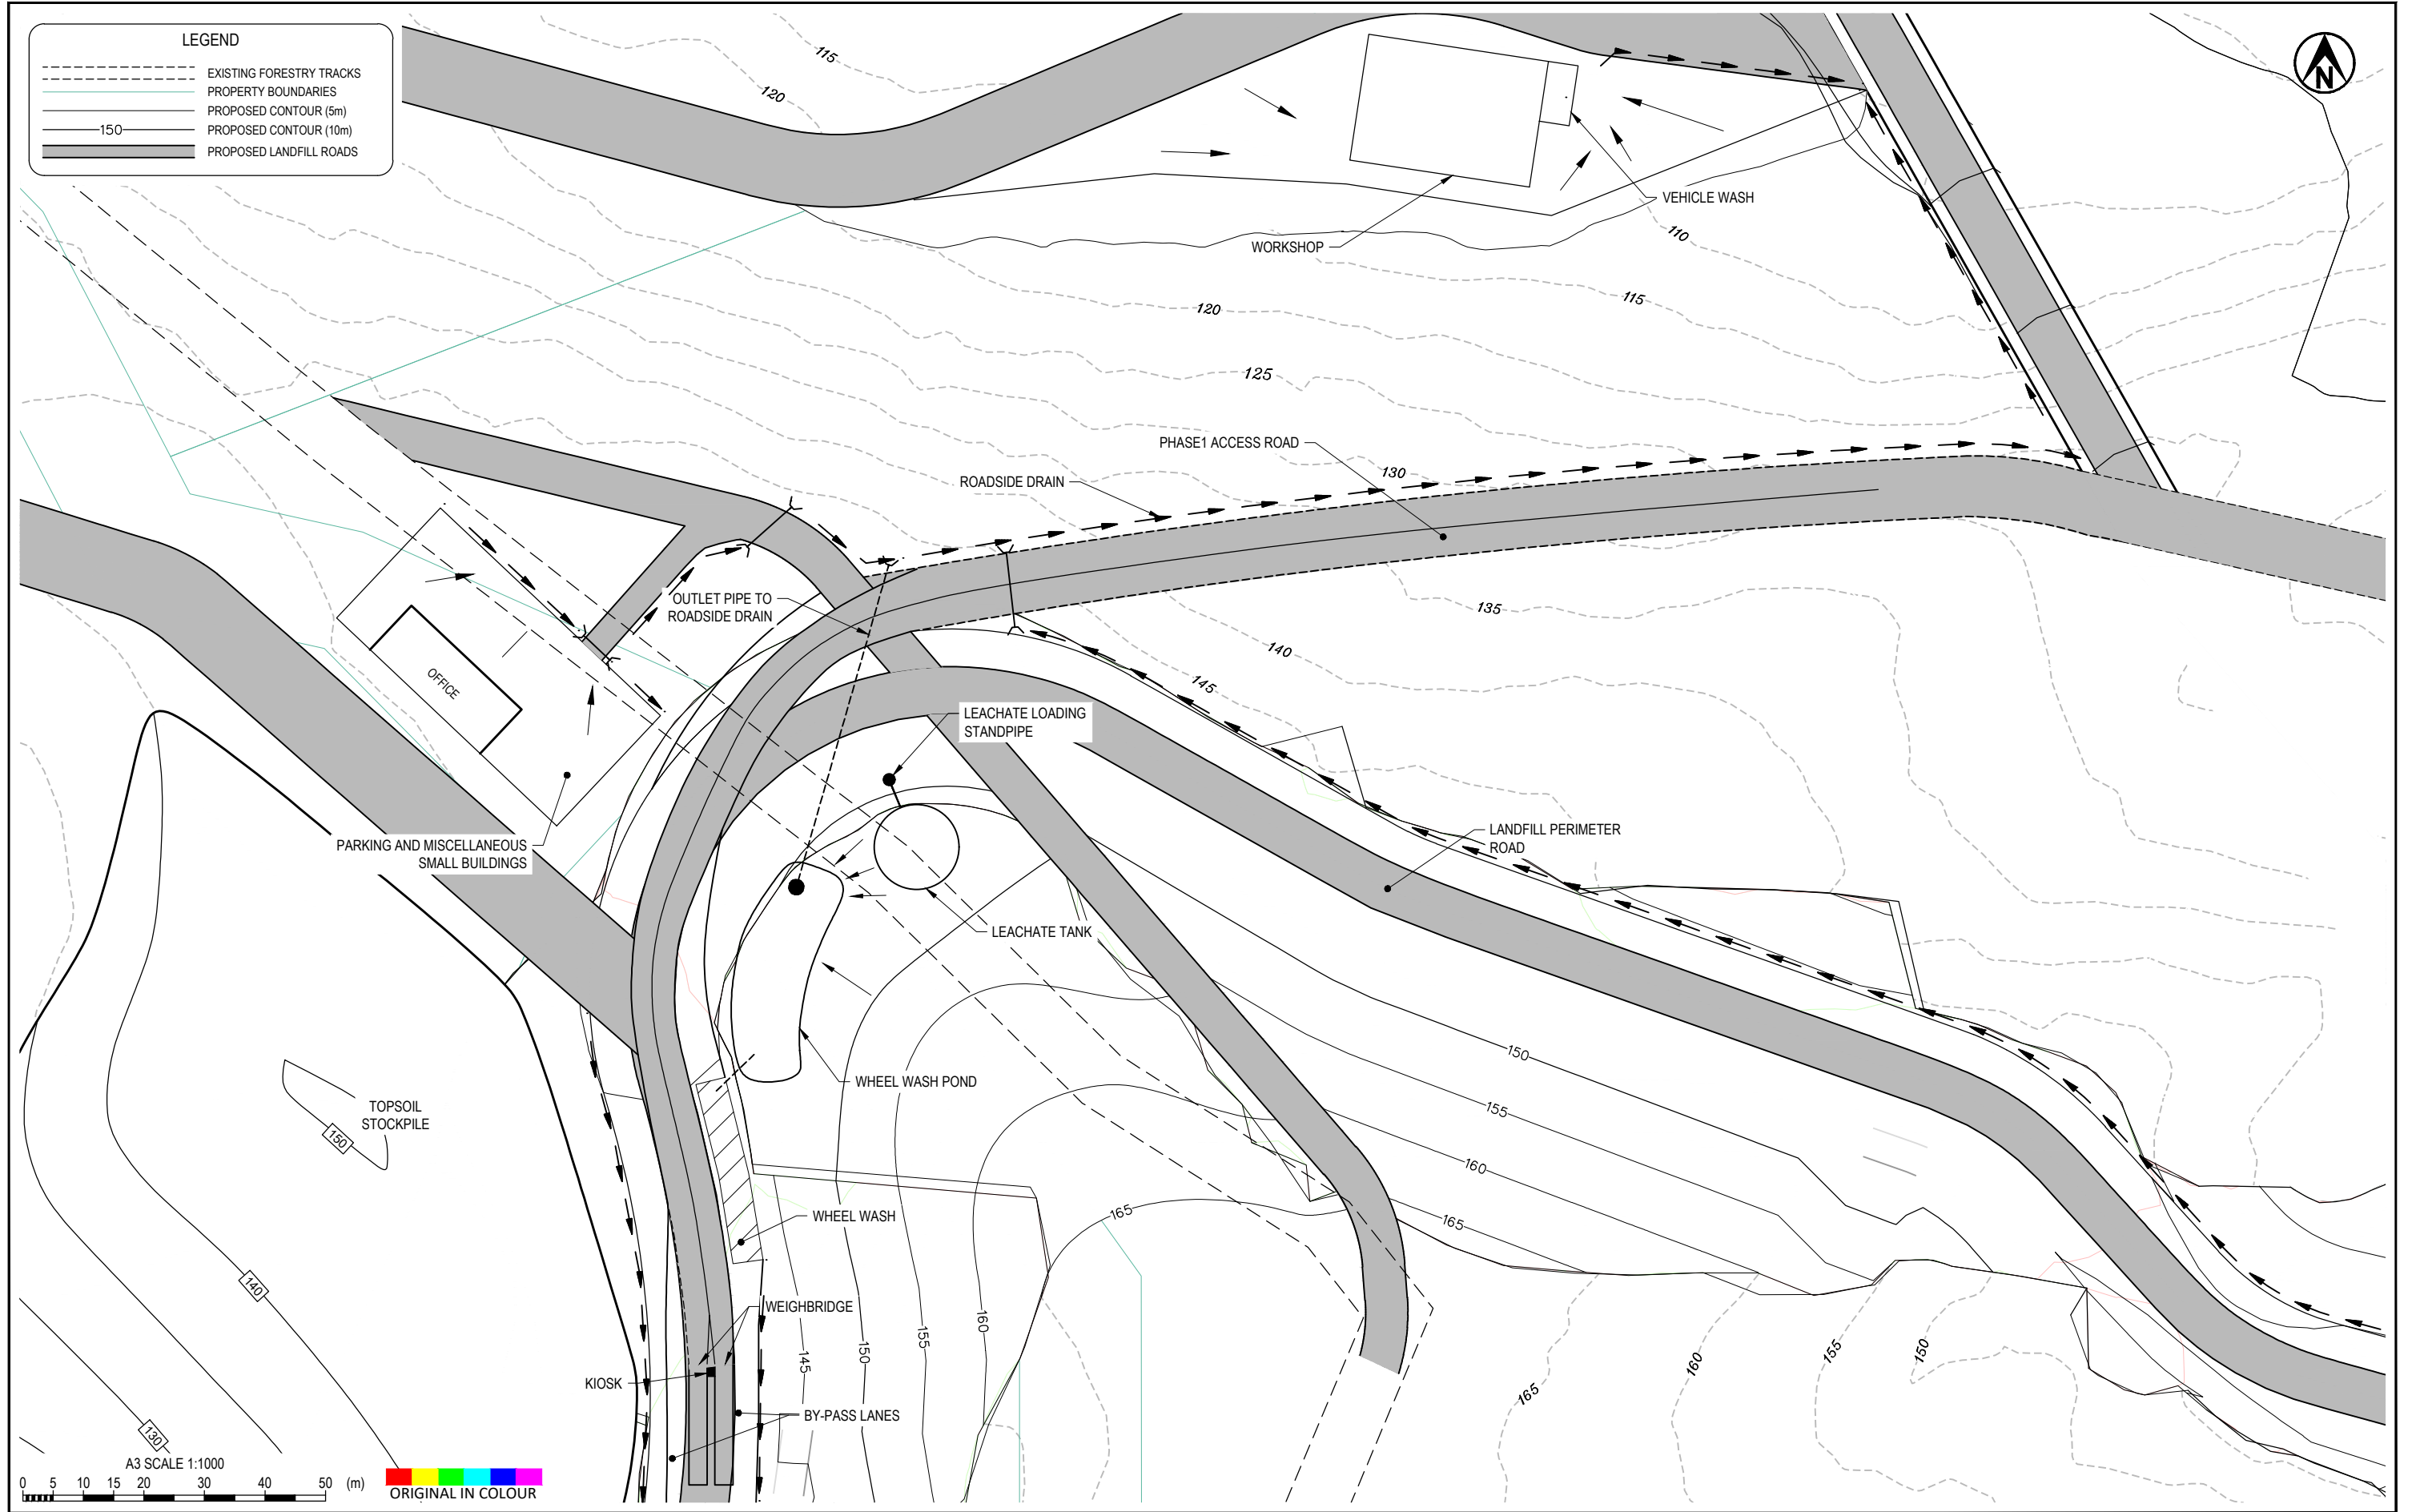 LEGEND
EXISTING FORESTRY TRACKS
PROPERTY BOUNDARIES
PROPOSED CONTOUR (5m)
150
PROPOSED CONTOUR (10m)
PROPOSED LANDFILL ROADS
N
115
120
VEHICLE WASH
WORKSHOP
110
115
120
125
PHASE1 ACCESS ROAD
130
ROADSIDE DRAIN
OUTLET PIPE TO
ROADSIDE DRAIN
135
140
145
OFFICE
LEACHATE LOADING
STANDPIPE
PARKING AND MISCELLANEOUS
SMALL BUILDINGS
LANDFILL PERIMETER
ROAD
LEACHATE TANK
WHEEL WASH POND
150
155
160
165
165
TOPSOIL
STOCKPILE
150
140
130
WHEEL WASH
WEIGHBRIDGE
KIOSK
BY-PASS LANES
145
150
155
160
165
160
155
150
A3 SCALE 1:1000
0 5 10 15 20 30 40 50 (m)
ORIGINAL IN COLOUR